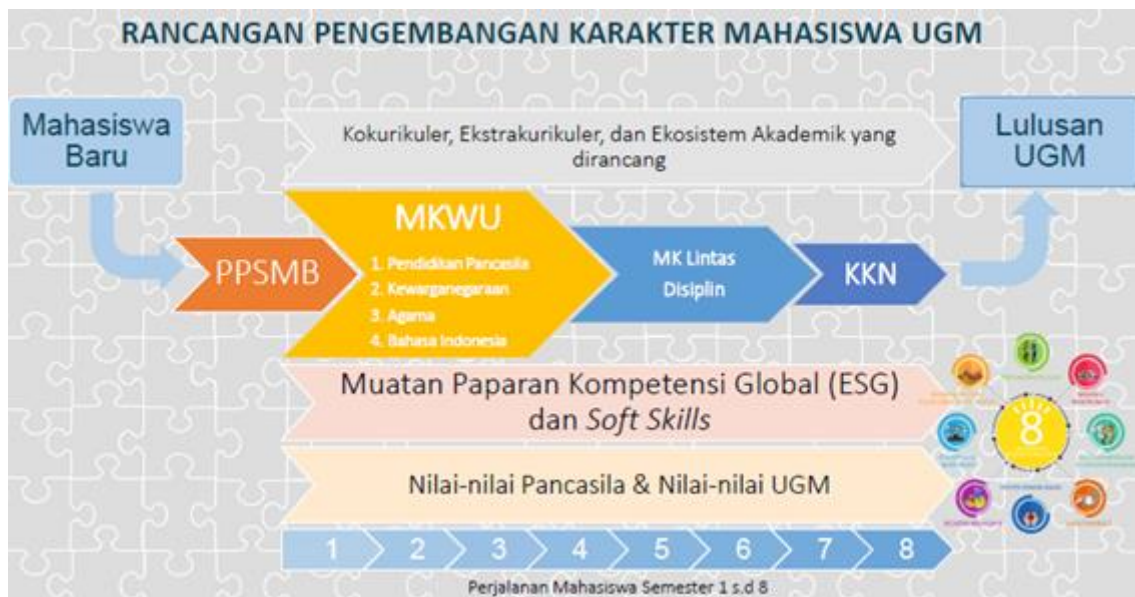 RANCANGAN PENGEMBANGAN KARAKTER MAHASISWA UGM
Mahasiswa
Baru
Kokurikuler, Ekstrakurikuler, dan Ekosistem Akademik yang
dirancang
Lulusan
UGM
PPSMB
MKWU
1. Pendidikan Pancasila
2. Kewarganegaraan
3. Agama
4. Bahasa Indonesia
MK Lintas
Disiplin
KKN
Muatan Paparan Kompetensi Global (ESG)
dan Soft Skills
8
Nilai-nilai Pancasila & Nilai-nilai UGM
1 2 3 4 5 6 7 8
Perjalanan Mahasiswa Semester 1 s.d 8